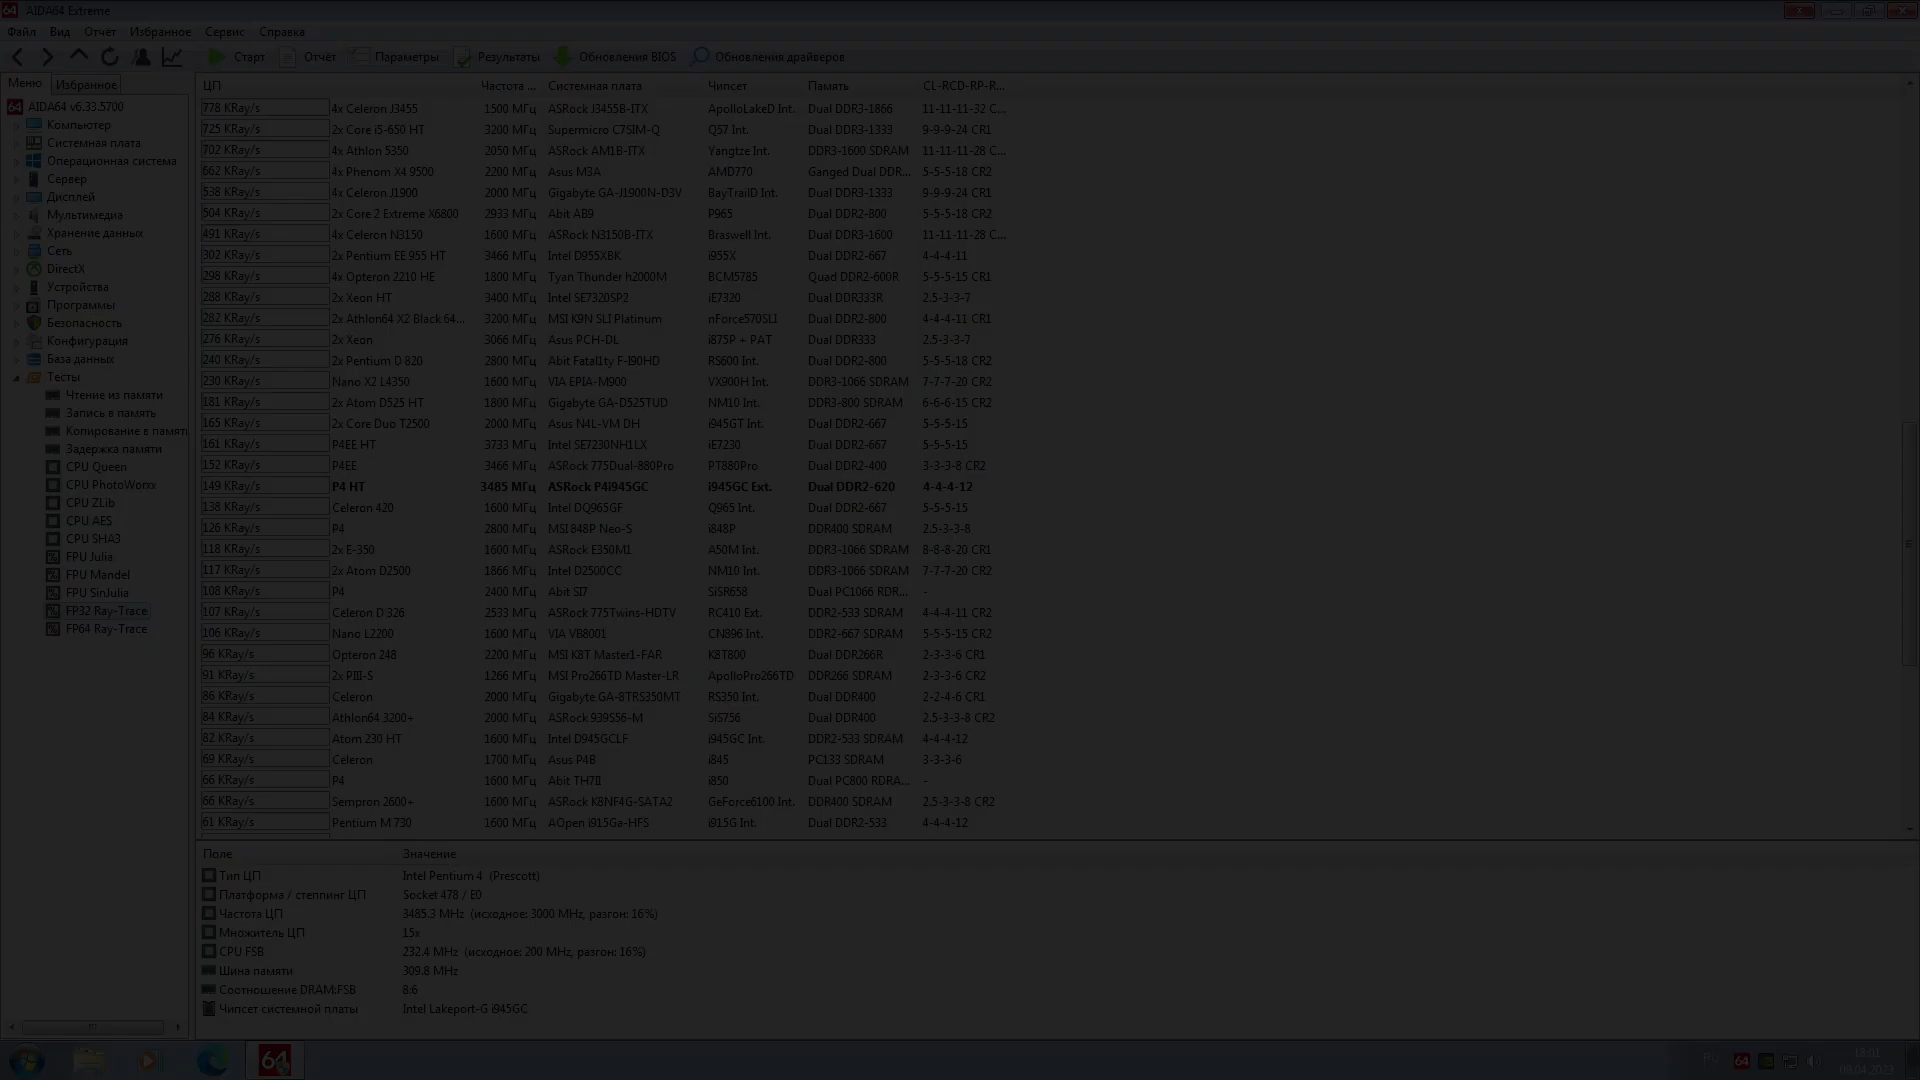 AIDA64 Extreme
Файл Вид Отчёт Избранное Сервис Справка
Старт Отчёт Параметры Результаты Обновления BIOS Обновления драйверов
Меню Избранное
AIDA64 v6.33.5700
Компьютер
Системная плата
Операционная система
Сервер
Дисплей
Мультимедиа
Хранение данных
Сеть
DirectX
Устройства
Программы
Безопасность
Конфигурация
База данных
Тесты
Чтение из памяти
Запись в память
Копирование в памяти
Задержка памяти
CPU Queen
CPU PhotoWorxx
CPU ZLib
CPU AES
CPU SHA3
FPU Julia
FPU Mandel
FPU SinJulia
FP32 Ray-Trace
FP64 Ray-Trace
ЦП Частота ... Системная плата Чипсет Память CL-RCD-RP-R...
778 KRay/s 4x Celeron J3455 1500 МГц ASRock J3455B-ITX ApolloLakeD Int. Dual DDR3-1866 11-11-11-32 C...
725 KRay/s 2x Core i5-650 HT 3200 МГц Supermicro C7SIM-Q Q57 Int. Dual DDR3-1333 9-9-9-24 CR1
702 KRay/s 4x Athlon 5350 2050 МГц ASRock AM1B-ITX Yangtze Int. DDR3-1600 SDRAM 11-11-11-28 C...
662 KRay/s 4x Phenom X4 9500 2200 МГц Asus M3A AMD770 Ganged Dual DDR... 5-5-5-18 CR2
538 KRay/s 4x Celeron J1900 2000 МГц Gigabyte GA-J1900N-D3V BayTrailD Int. Dual DDR3-1333 9-9-9-24 CR1
504 KRay/s 2x Core 2 Extreme X6800 2933 МГц Abit AB9 P965 Dual DDR2-800 5-5-5-18 CR2
491 KRay/s 4x Celeron N3150 1600 МГц ASRock N3150B-ITX Braswell Int. Dual DDR3-1600 11-11-11-28 C...
302 KRay/s 2x Pentium EE 955 HT 3466 МГц Intel D955XBK i955X Dual DDR2-667 4-4-4-11
298 KRay/s 4x Opteron 2210 HE 1800 МГц Tyan Thunder h2000M BCM5785 Quad DDR2-600R 5-5-5-15 CR1
288 KRay/s 2x Xeon HT 3400 МГц Intel SE7320SP2 iE7320 Dual DDR333R 2.5-3-3-7
282 KRay/s 2x Athlon64 X2 Black 64... 3200 МГц MSI K9N SLI Platinum nForce570SLI Dual DDR2-800 4-4-4-11 CR1
276 KRay/s 2x Xeon 3066 МГц Asus PCH-DL i875P + PAT Dual DDR333 2.5-3-3-7
240 KRay/s 2x Pentium D 820 2800 МГц Abit Fatal1ty F-I90HD RS600 Int. Dual DDR2-800 5-5-5-18 CR2
230 KRay/s Nano X2 L4350 1600 МГц VIA EPIA-M900 VX900H Int. DDR3-1066 SDRAM 7-7-7-20 CR2
181 KRay/s 2x Atom D525 HT 1800 МГц Gigabyte GA-D525TUD NM10 Int. DDR3-800 SDRAM 6-6-6-15 CR2
165 KRay/s 2x Core Duo T2500 2000 МГц Asus N4L-VM DH i945GT Int. Dual DDR2-667 5-5-5-15
161 KRay/s P4EE HT 3733 МГц Intel SE7230NH1LX iE7230 Dual DDR2-667 5-5-5-15
152 KRay/s P4EE 3466 МГц ASRock 775Dual-880Pro PT880Pro Dual DDR2-400 3-3-3-8 CR2
149 KRay/s P4 HT 3485 МГц ASRock P4i945GC i945GC Ext. Dual DDR2-620 4-4-4-12
138 KRay/s Celeron 420 1600 МГц Intel DQ965GF Q965 Int. Dual DDR2-667 5-5-5-15
126 KRay/s P4 2800 МГц MSI 848P Neo-S i848P DDR400 SDRAM 2.5-3-3-8
118 KRay/s 2x E-350 1600 МГц ASRock E350M1 A50M Int. DDR3-1066 SDRAM 8-8-8-20 CR1
117 KRay/s 2x Atom D2500 1866 МГц Intel D2500CC NM10 Int. DDR3-1066 SDRAM 7-7-7-20 CR2
108 KRay/s P4 2400 МГц Abit SI7 SiSR658 Dual PC1066 RDR... -
107 KRay/s Celeron D 326 2533 МГц ASRock 775Twins-HDTV RC410 Ext. DDR2-533 SDRAM 4-4-4-11 CR2
106 KRay/s Nano L2200 1600 МГц VIA VB8001 CN896 Int. DDR2-667 SDRAM 5-5-5-15 CR2
96 KRay/s Opteron 248 2200 МГц MSI K8T Master1-FAR K8T800 Dual DDR266R 2-3-3-6 CR1
91 KRay/s 2x PIII-S 1266 МГц MSI Pro266TD Master-LR ApolloPro266TD DDR266 SDRAM 2-3-3-6 CR2
86 KRay/s Celeron 2000 МГц Gigabyte GA-8TRS350MT RS350 Int. Dual DDR400 2-2-4-6 CR1
84 KRay/s Athlon64 3200+ 2000 МГц ASRock 939S56-M SiS756 Dual DDR400 2.5-3-3-8 CR2
82 KRay/s Atom 230 HT 1600 МГц Intel D945GCLF i945GC Int. DDR2-533 SDRAM 4-4-4-12
69 KRay/s Celeron 1700 МГц Asus P4B i845 PC133 SDRAM 3-3-3-6
66 KRay/s P4 1600 МГц Abit TH7II i850 Dual PC800 RDRA... -
66 KRay/s Sempron 2600+ 1600 МГц ASRock K8NF4G-SATA2 GeForce6100 Int. DDR400 SDRAM 2.5-3-3-8 CR2
61 KRay/s Pentium M 730 1600 МГц AOpen i915Ga-HFS i915G Int. Dual DDR2-533 4-4-4-12
Поле Значение
Тип ЦП Intel Pentium 4 (Prescott)
Платформа / степпинг ЦП Socket 478 / E0
Частота ЦП 3485.3 MHz (исходное: 3000 MHz, разгон: 16%)
Множитель ЦП 15x
CPU FSB 232.4 MHz (исходное: 200 MHz, разгон: 16%)
Шина памяти 309.8 MHz
Соотношение DRAM:FSB 8:6
Чипсет системной платы Intel Lakeport-G i945GC
64
RU 64 18:01
09.04.2023